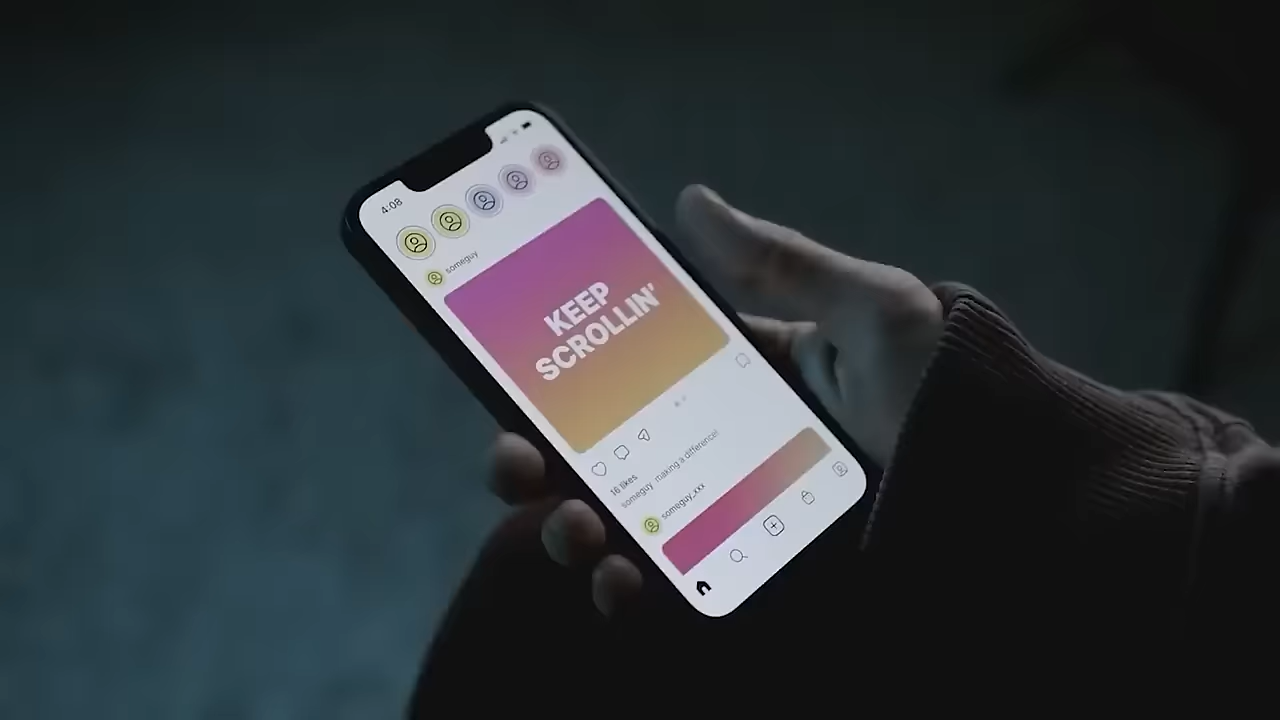 4:08
someguy
KEEP
SCROLLIN'
16 likes
someguy making a difference!
someguy_xxx